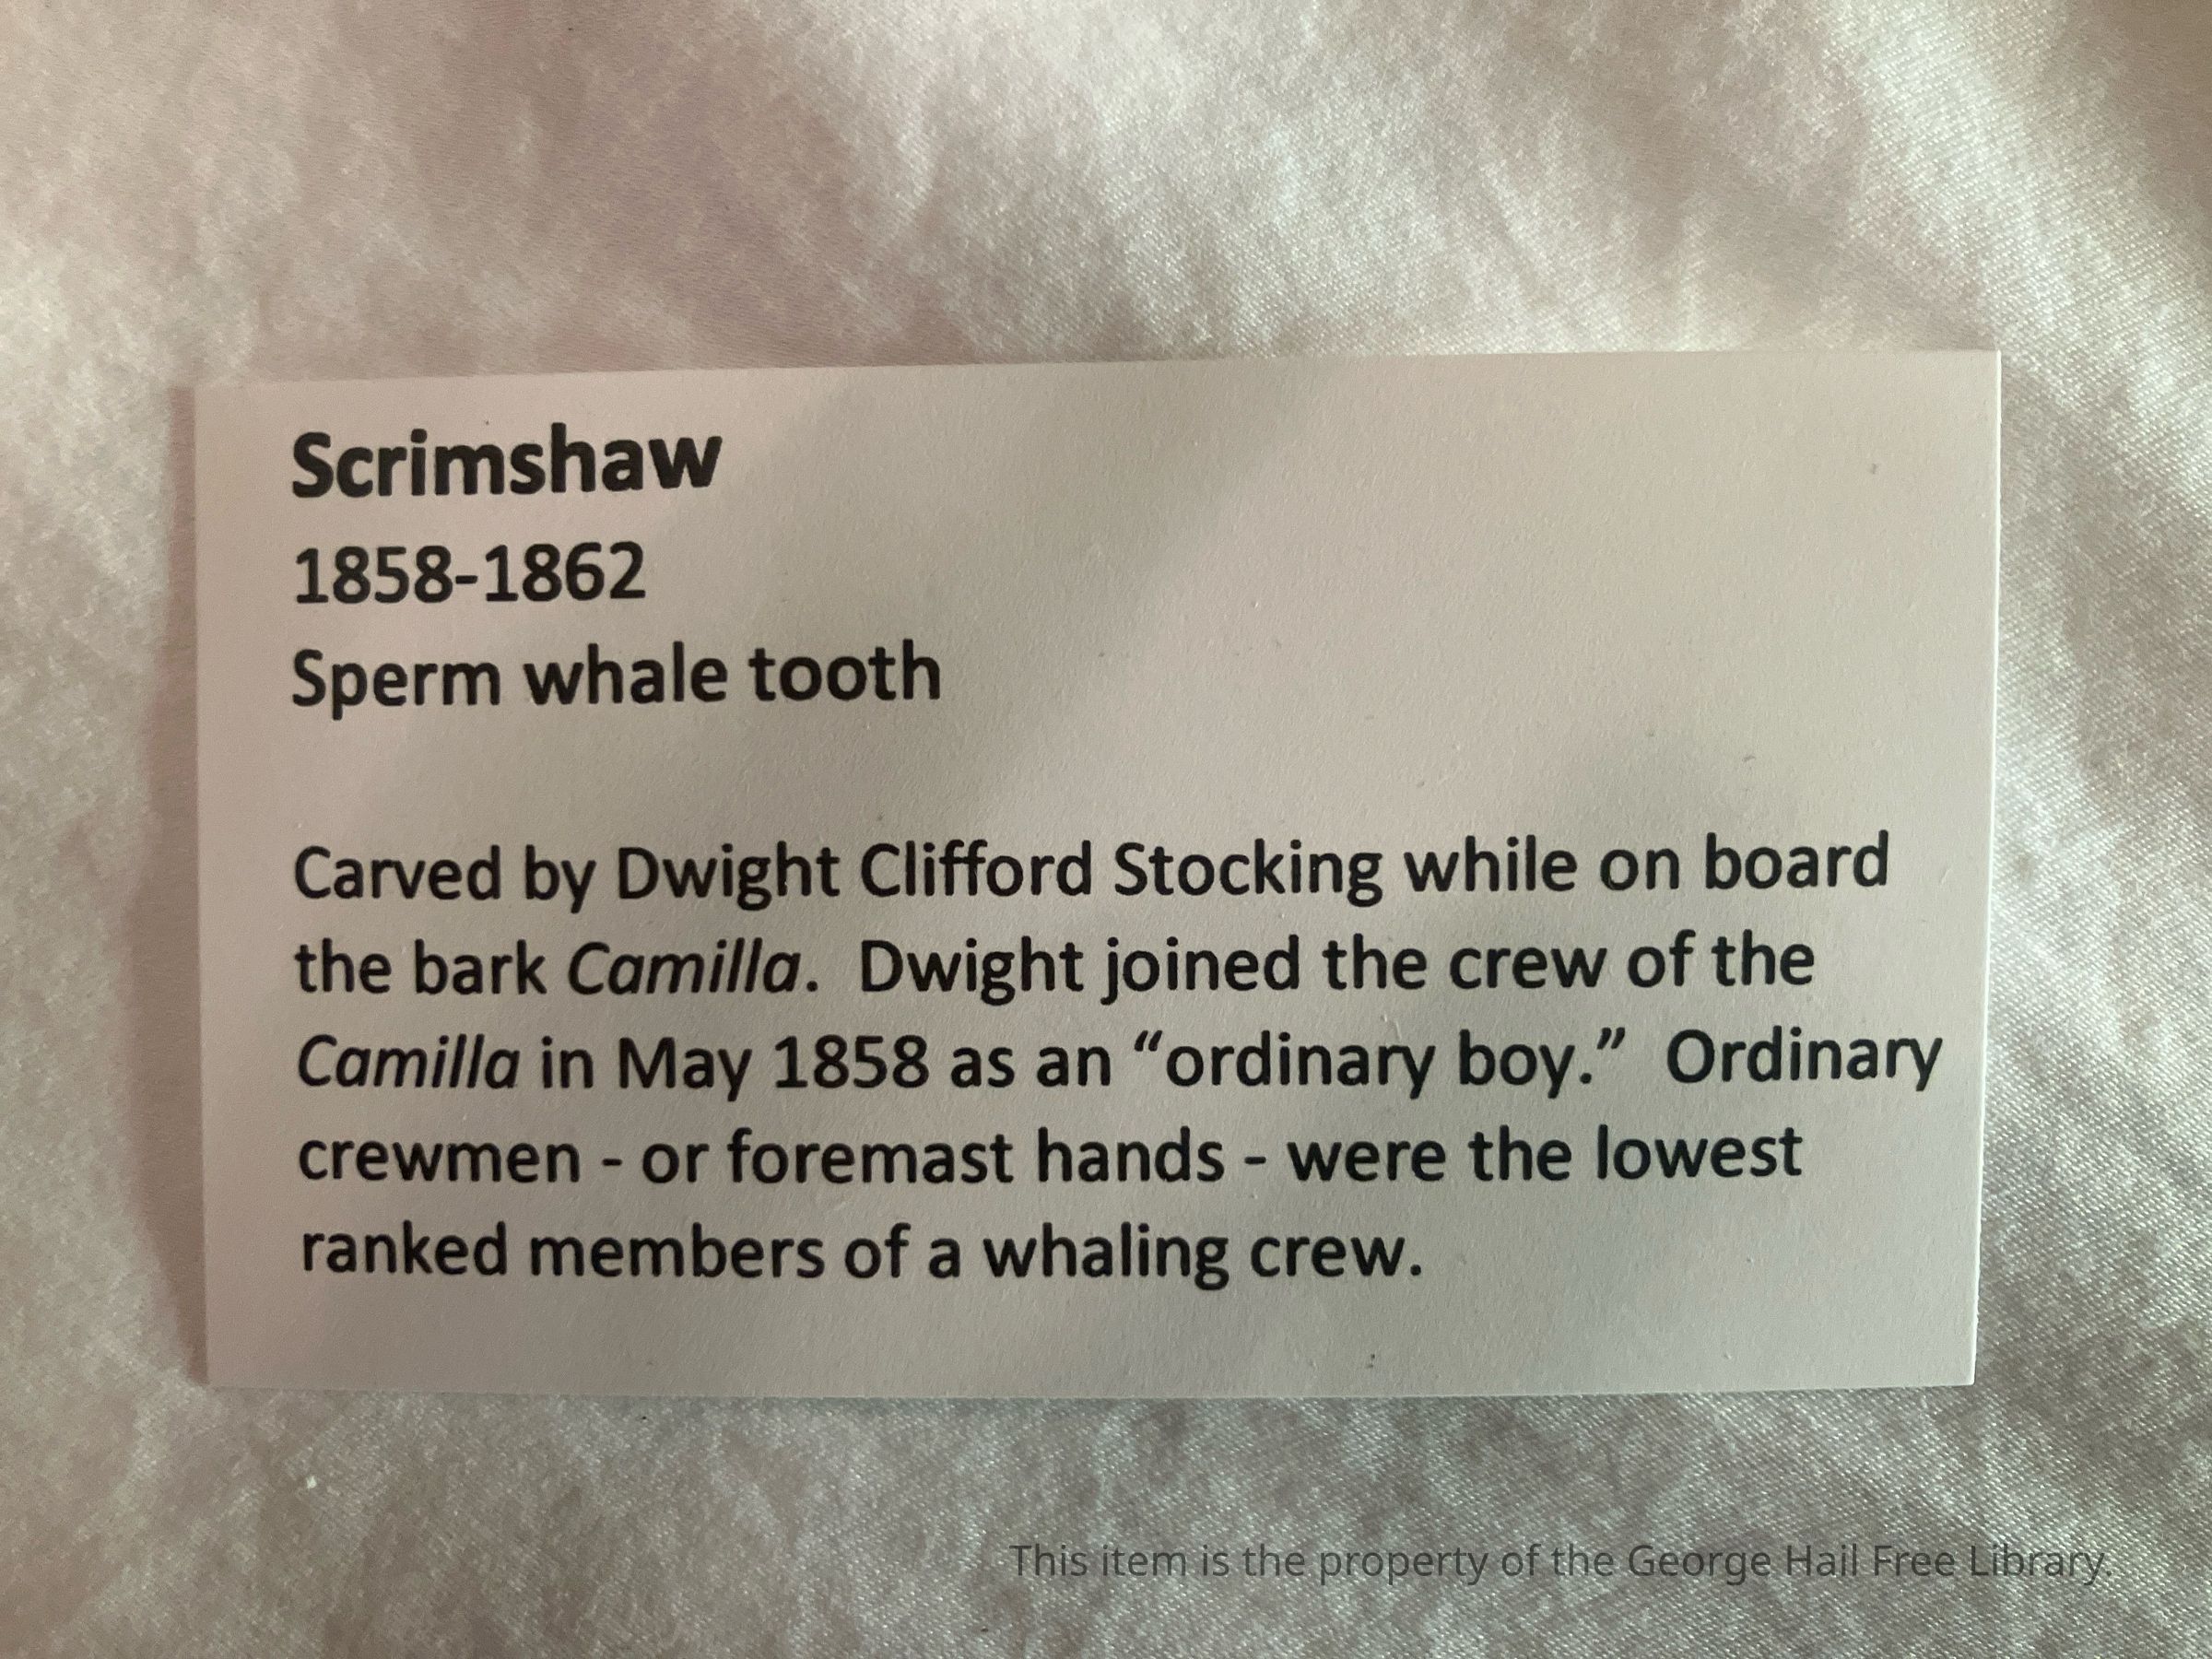 Scrimshaw
1858-1862
Sperm whale tooth
Carved by Dwight Clifford Stocking while on board
the bark Camilla.  Dwight joined the crew of the
Camilla in May 1858 as an “ordinary boy.”  Ordinary
crewmen - or foremast hands - were the lowest
ranked members of a whaling crew.
This item is the property of the George Hail Free Library.